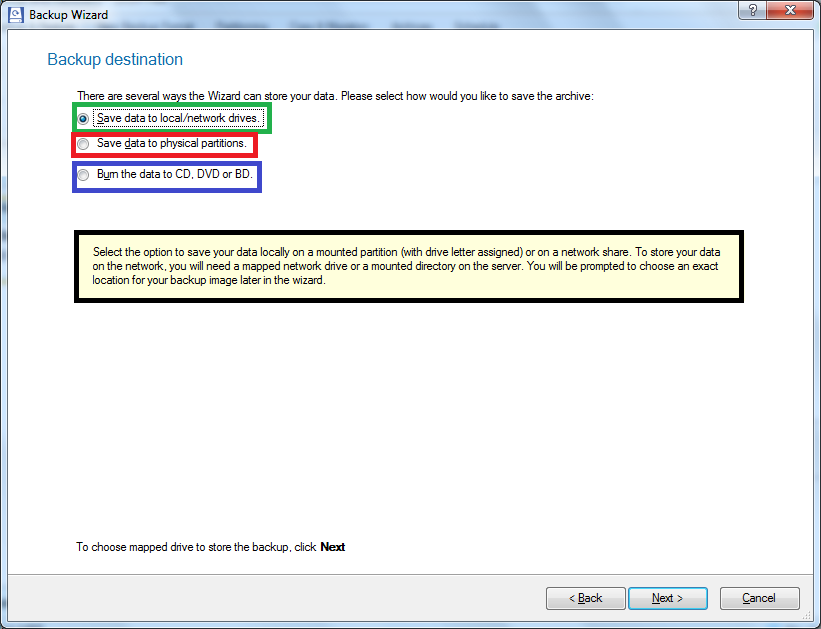 Backup Wizard
Backup destination
There are several ways the Wizard can store your data. Please select how would you like to save the archive:
Save data to local/network drives.
Save data to physical partitions.
Burn the data to CD, DVD or BD.
Select the option to save your data locally on a mounted partition (with drive letter assigned) or on a network share. To store your data
on the network, you will need a mapped network drive or a mounted directory on the server. You will be prompted to choose an exact
location for your backup image later in the wizard.
To choose mapped drive to store the backup, click Next
< Back Next > Cancel